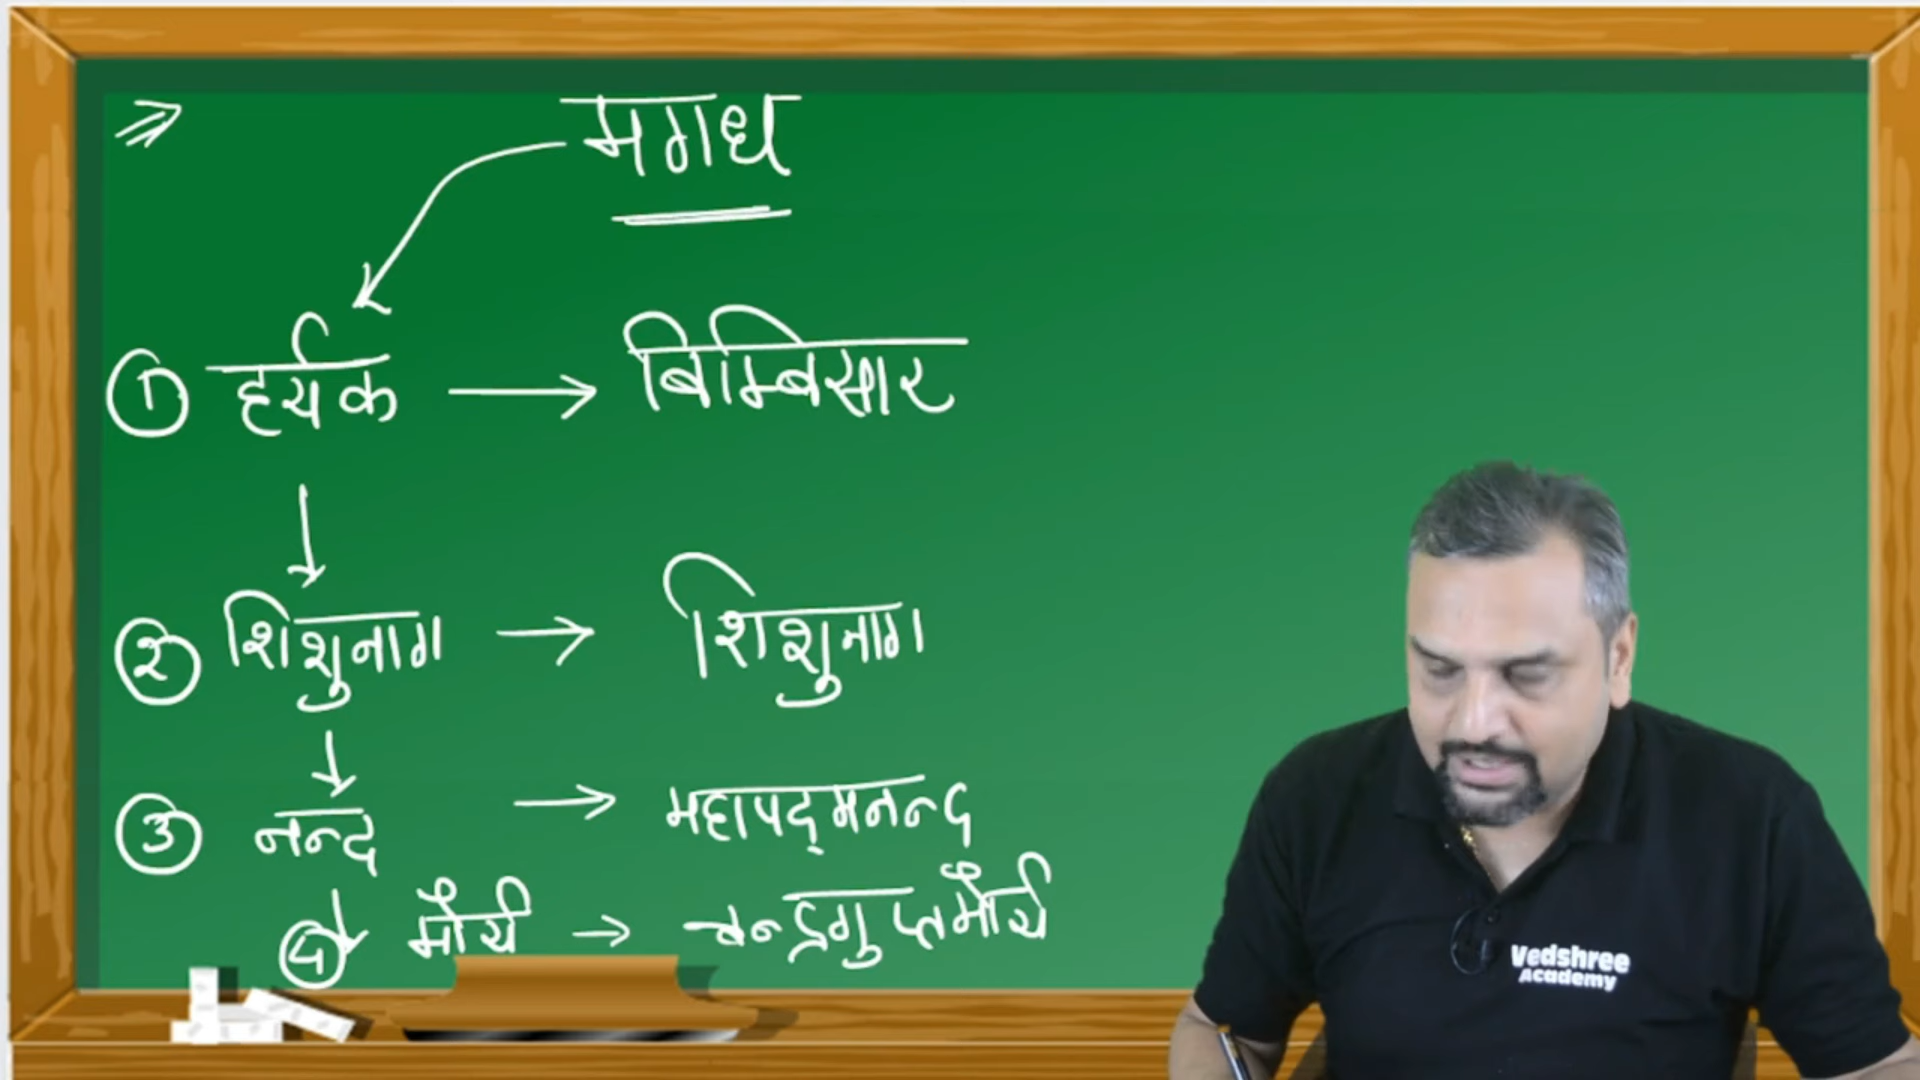 मगध
① हर्यक → बिम्बिसार
② शिशुनाग → शिशुनाग
③ नन्द → महापद्मनन्द
④ मौर्य → चन्द्रगुप्तमौर्य
Vedshree
Academy